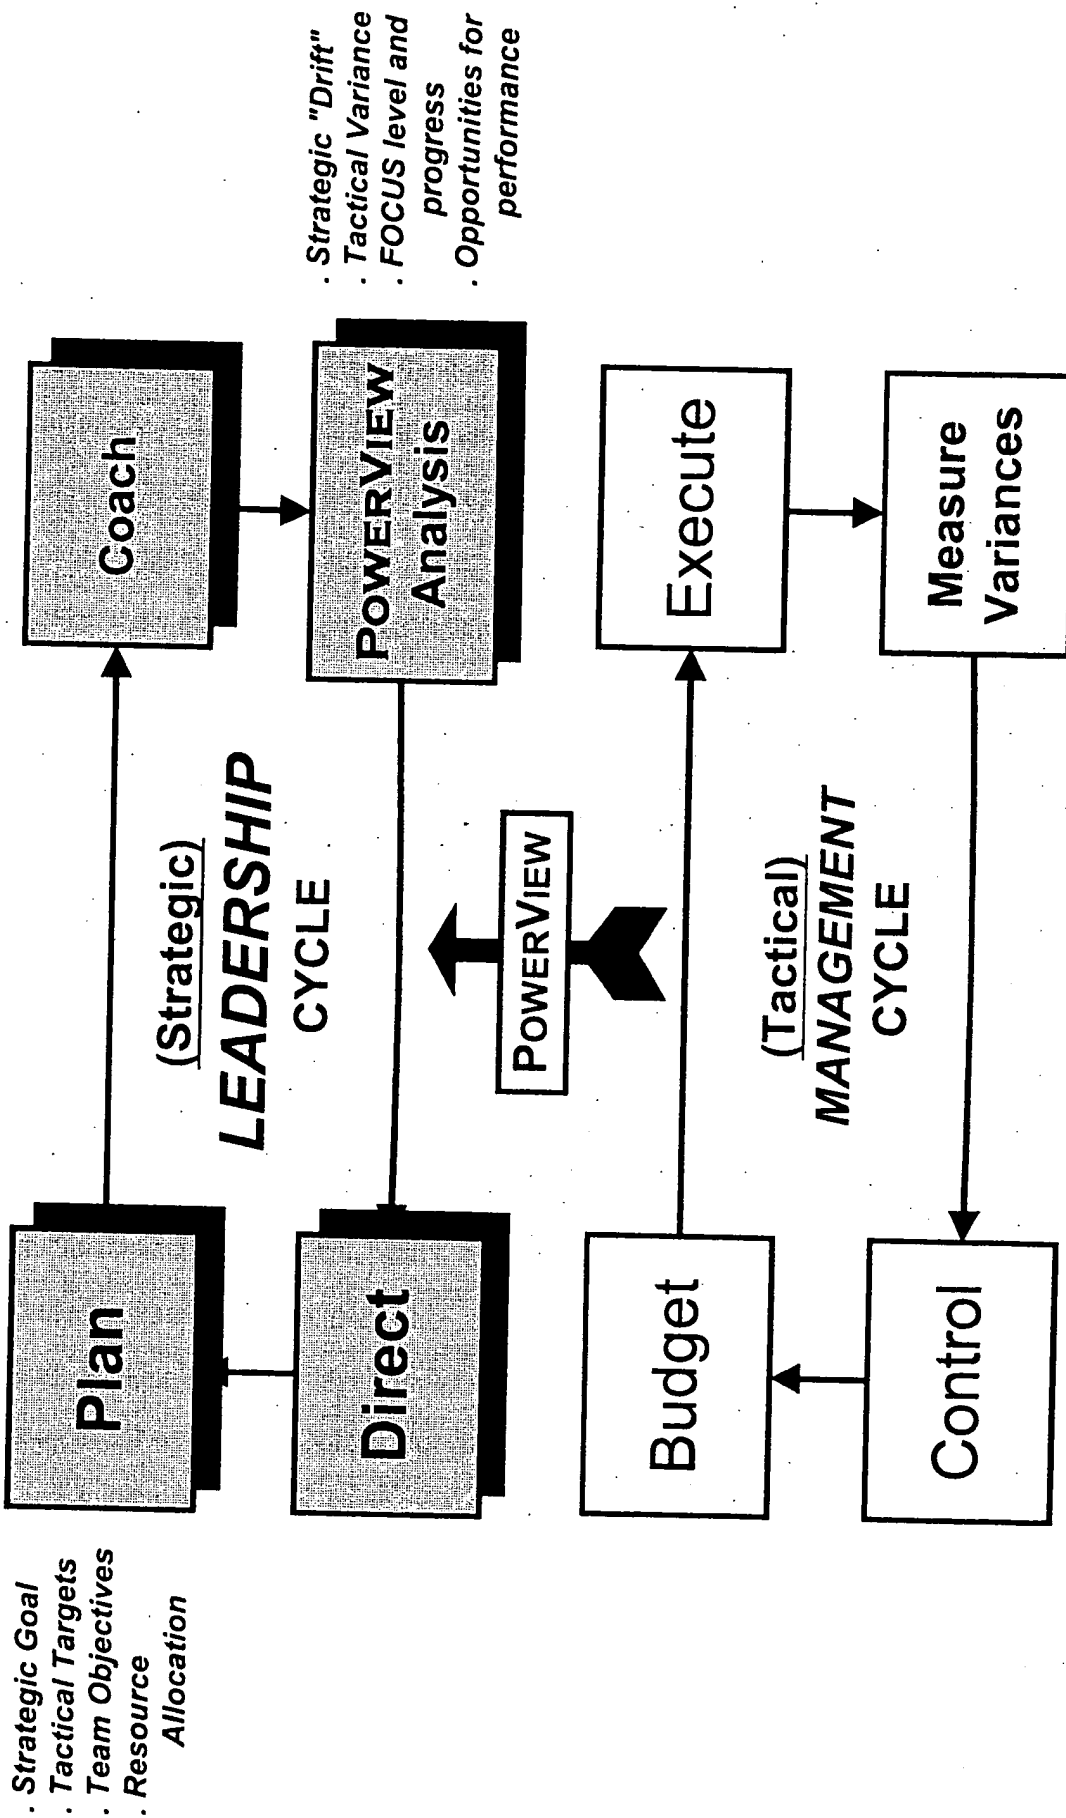 . Strategic Goal
. Tactical Targets
. Team Objectives
. Resource
Allocation
Plan
Coach
(Strategic)
LEADERSHIP
CYCLE
Direct
POWERVIEW
Analysis
. Strategic "Drift"
. Tactical Variance
. FOCUS level and
progress
. Opportunities for
performance
POWERVIEW
Budget
Execute
(Tactical)
MANAGEMENT
CYCLE
Control
Measure
Variances